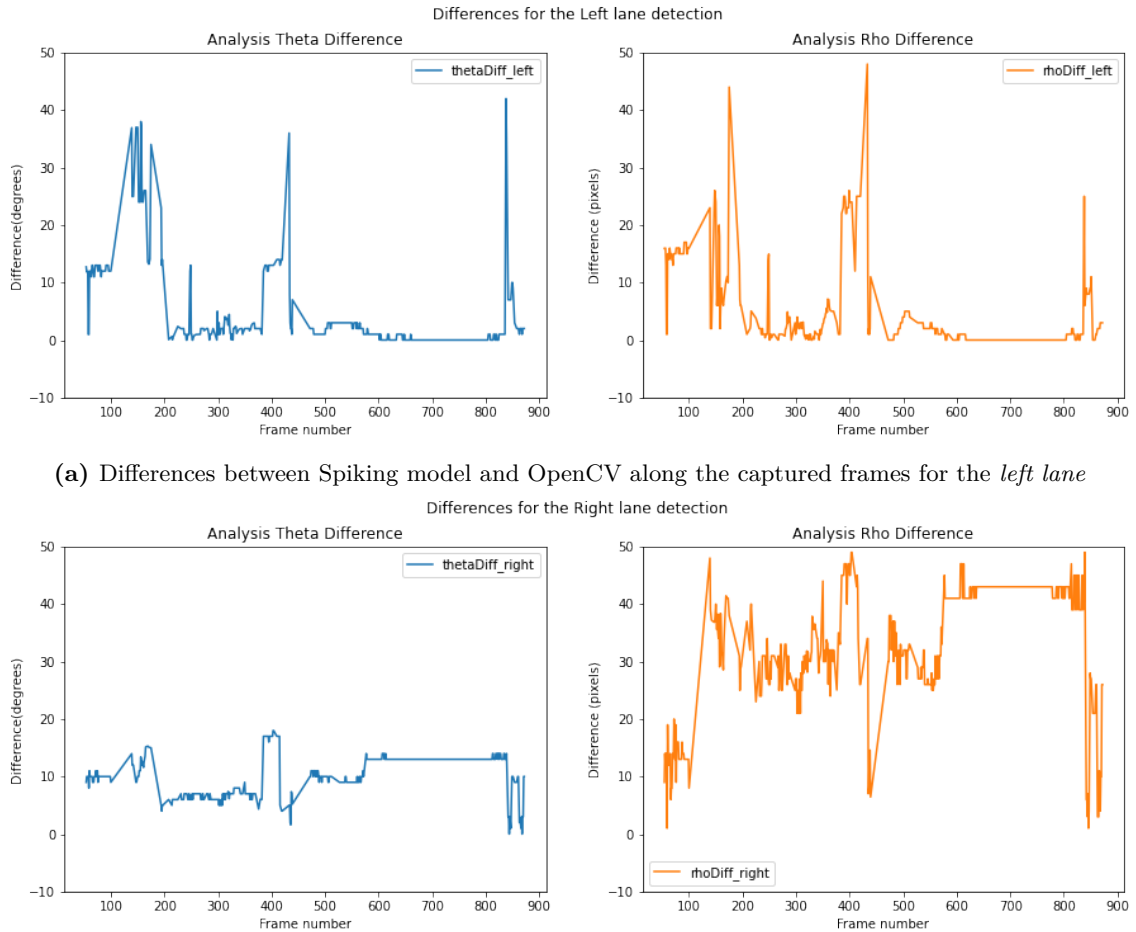 Differences for the Left lane detection
Analysis Theta Difference
Analysis Rho Difference
50
40
30
20
10
0
−10
Difference(degrees)
thetaDiff_left
100 200 300 400 500 600 700 800 900
Frame number
50
40
30
20
10
0
−10
Difference (pixels)
rhoDiff_left
100 200 300 400 500 600 700 800 900
Frame number
(a) Differences between Spiking model and OpenCV along the captured frames for the left lane
Differences for the Right lane detection
Analysis Theta Difference
Analysis Rho Difference
50
40
30
20
10
0
−10
Difference(degrees)
thetaDiff_right
100 200 300 400 500 600 700 800 900
Frame number
50
40
30
20
10
0
−10
Difference (pixels)
rhoDiff_right
100 200 300 400 500 600 700 800 900
Frame number